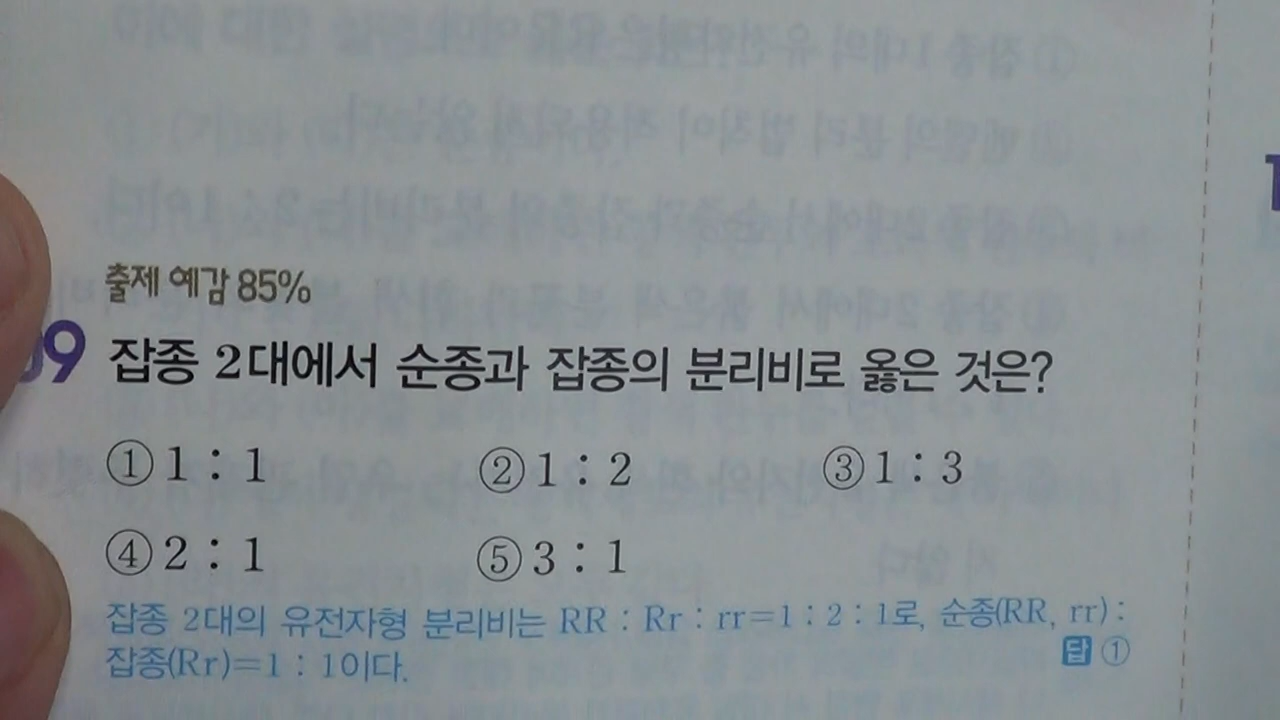 출제 예감 85%
09 잡종 2대에서 순종과 잡종의 분리비로 옳은 것은?
① 1 : 1 ② 1 : 2 ③ 1 : 3
④ 2 : 1 ⑤ 3 : 1
잡종 2대의 유전자형 분리비는 RR : Rr : rr=1 : 2 : 1로, 순종(RR, rr) :
잡종(Rr)=1 : 1이다. 답 ①